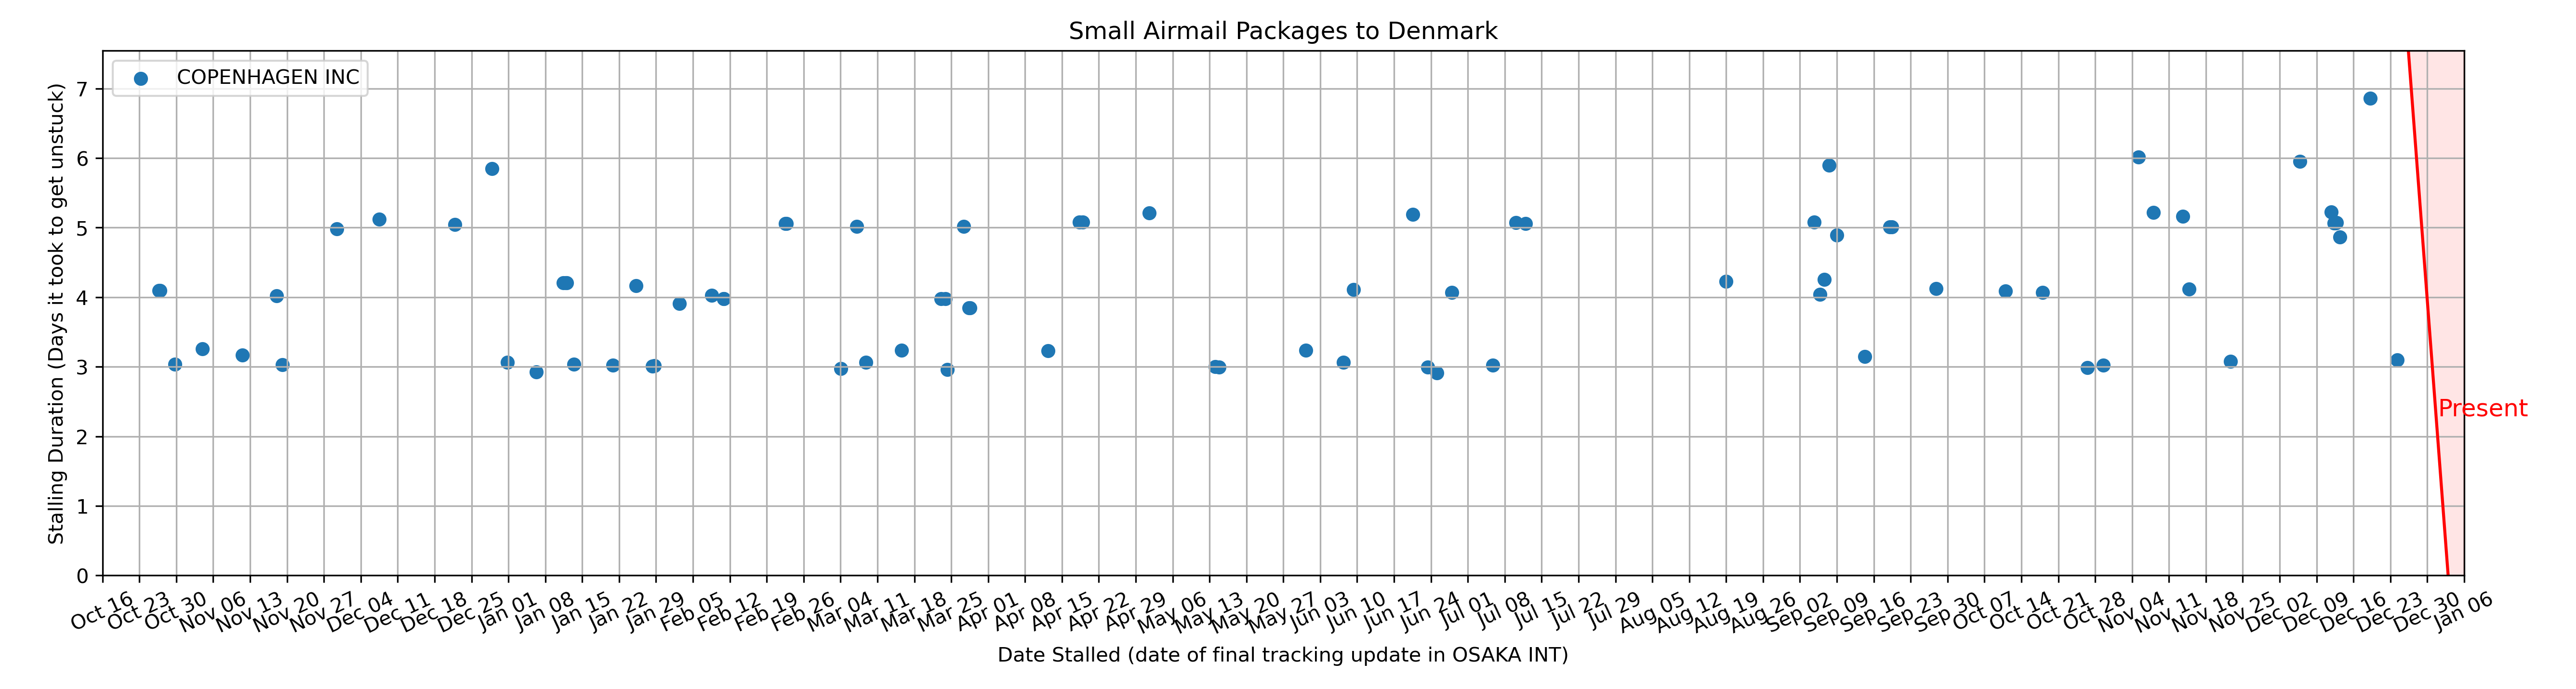 Small Airmail Packages to Denmark
COPENHAGEN INC
Stalling Duration (Days it took to get unstuck)
7
6
5
4
3
2
1
0
Present
Oct 16
Oct 23
Oct 30
Nov 06
Nov 13
Nov 20
Nov 27
Dec 04
Dec 11
Dec 18
Dec 25
Jan 01
Jan 08
Jan 15
Jan 22
Jan 29
Feb 05
Feb 12
Feb 19
Feb 26
Mar 04
Mar 11
Mar 18
Mar 25
Apr 01
Apr 08
Apr 15
Apr 22
Apr 29
May 06
May 13
May 20
May 27
Jun 03
Jun 10
Jun 17
Jun 24
Jul 01
Jul 08
Jul 15
Jul 22
Jul 29
Aug 05
Aug 12
Aug 19
Aug 26
Sep 02
Sep 09
Sep 16
Sep 23
Sep 30
Oct 07
Oct 14
Oct 21
Oct 28
Nov 04
Nov 11
Nov 18
Nov 25
Dec 02
Dec 09
Dec 16
Dec 23
Dec 30
Jan 06
Date Stalled (date of final tracking update in OSAKA INT)